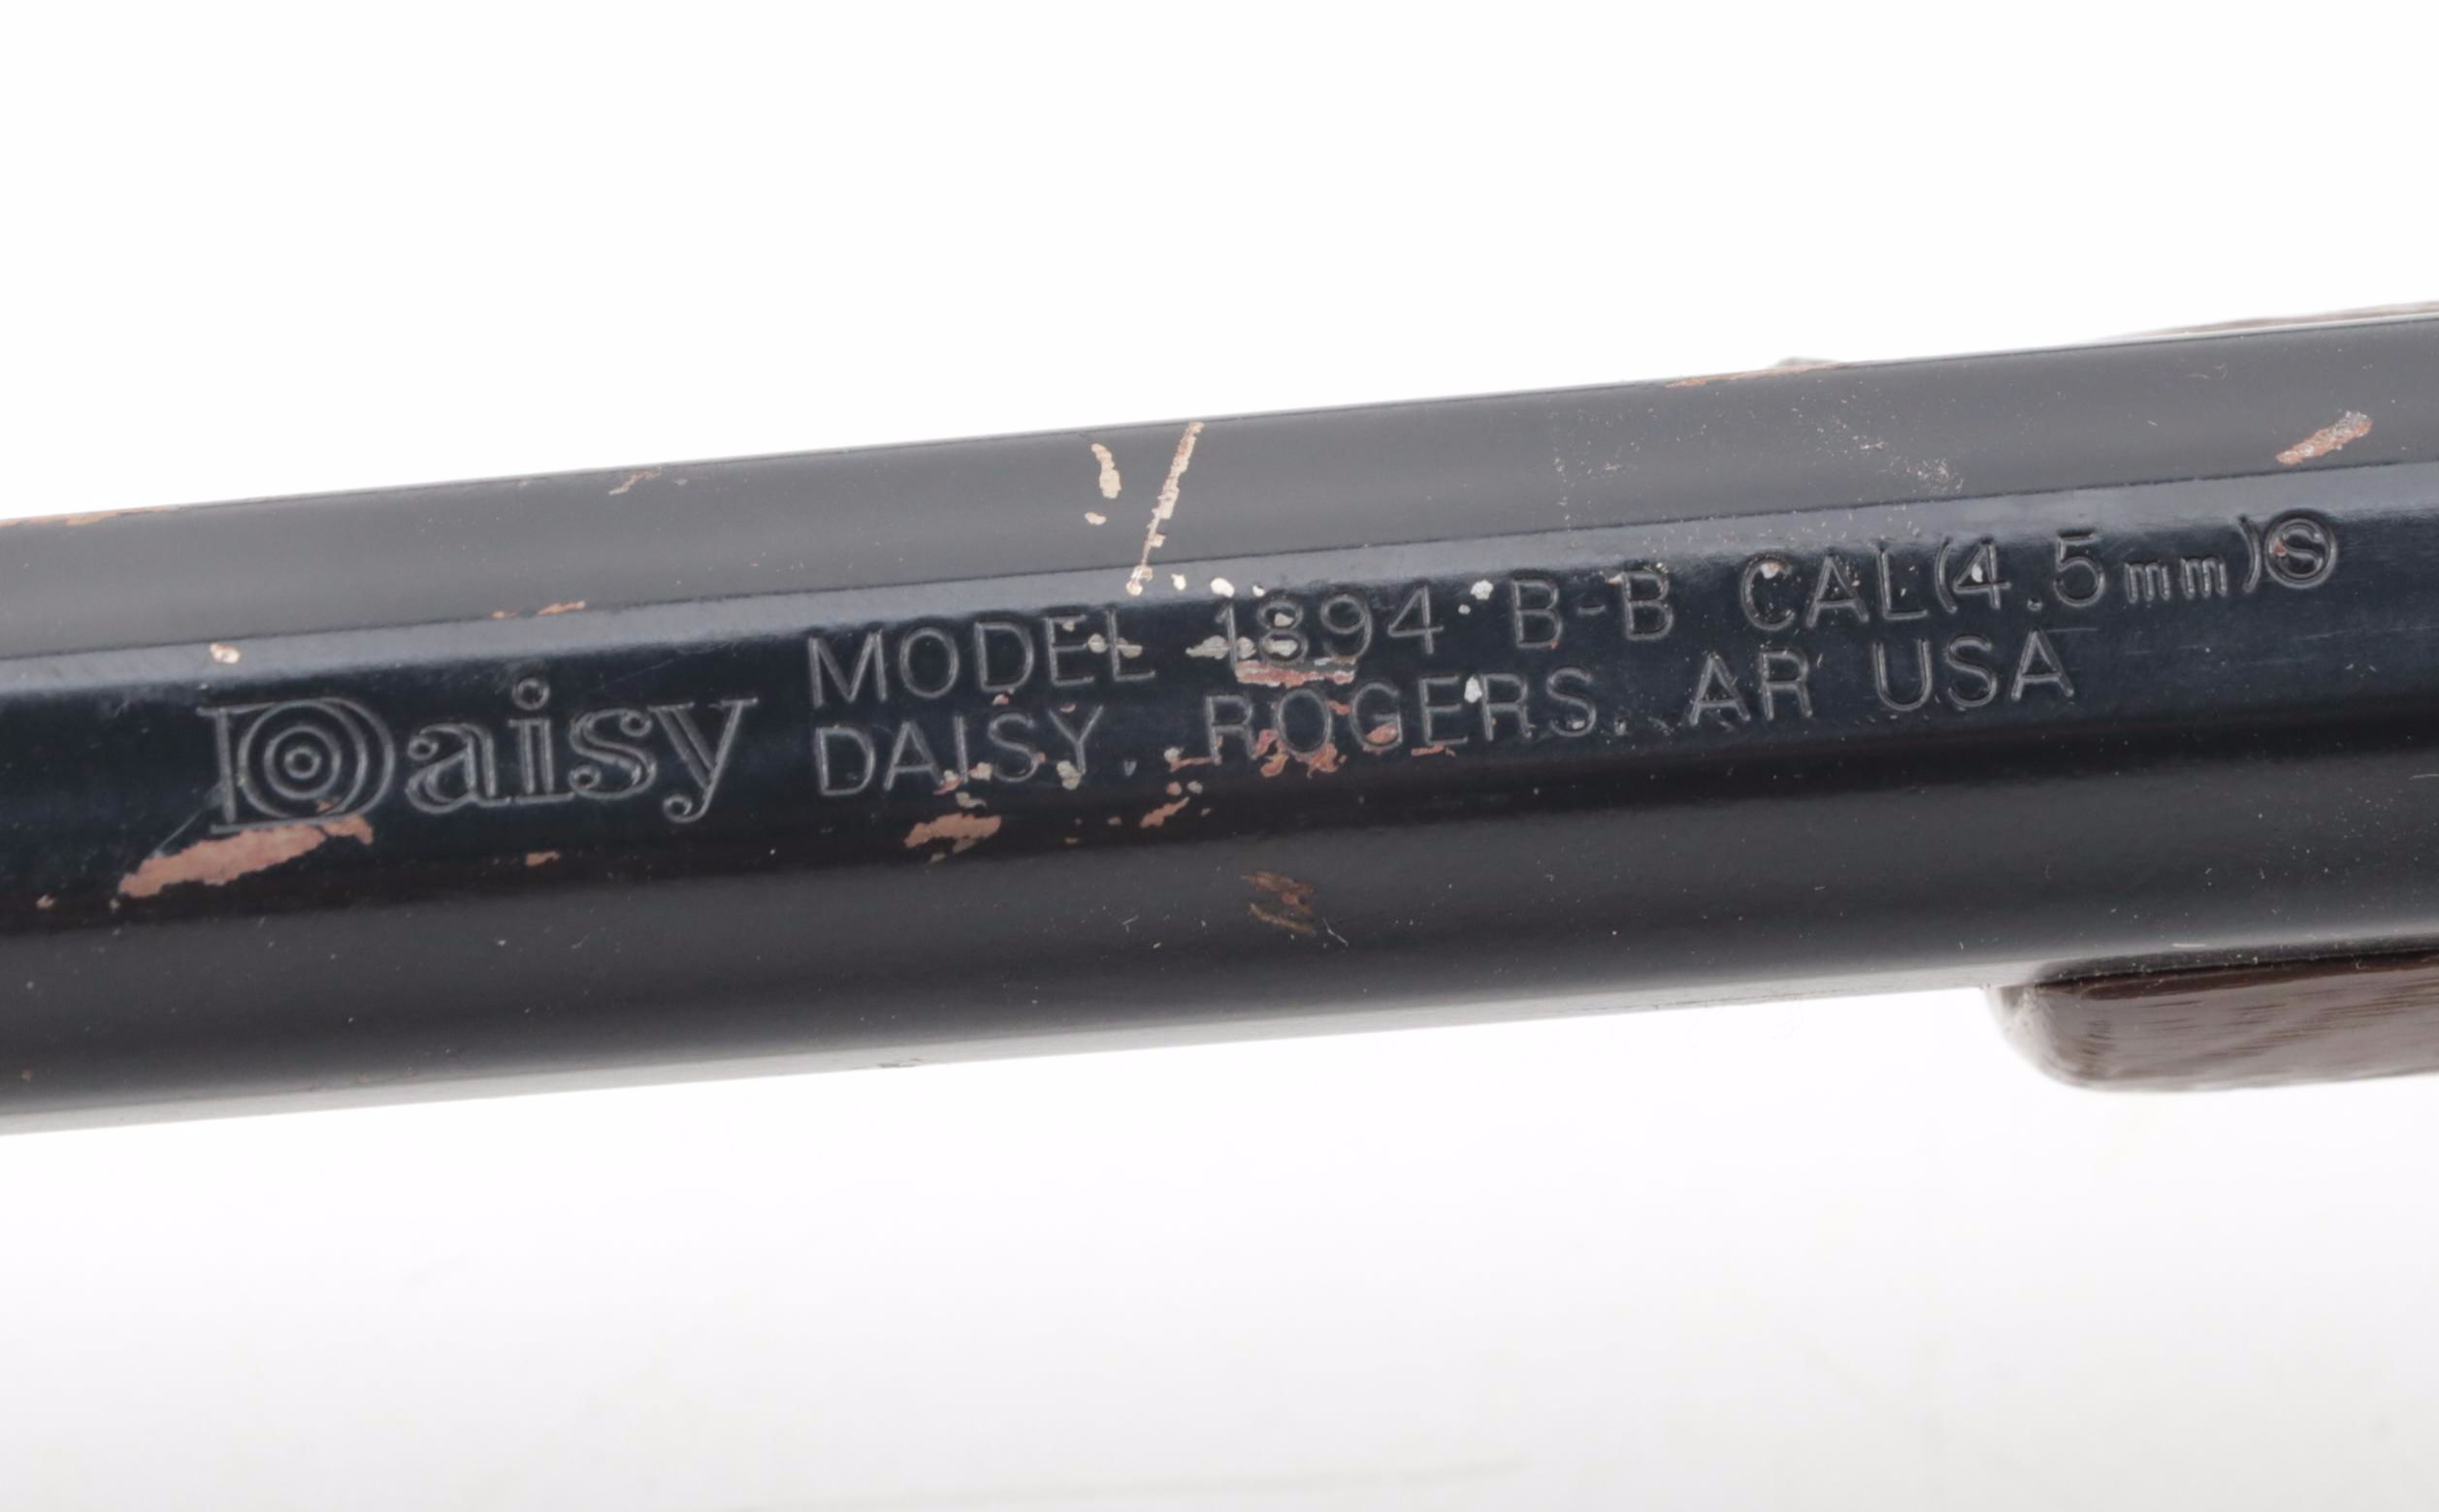 Daisy
MODEL 1894 B-B CAL(4.5mm)Ⓢ
DAISY, ROGERS, AR USA